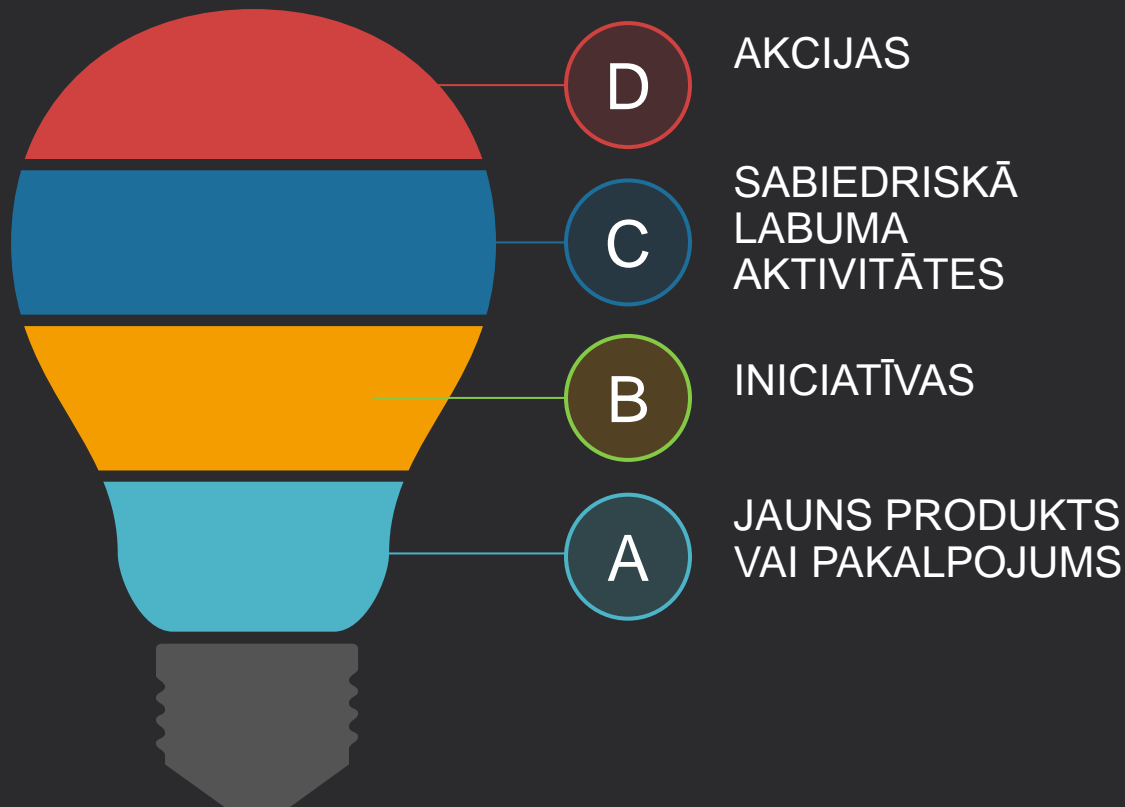 D
AKCIJAS
C
SABIEDRISKĀ
LABUMA
AKTIVITĀTES
B
INICIATĪVAS
A
JAUNS PRODUKTS
VAI PAKALPOJUMS